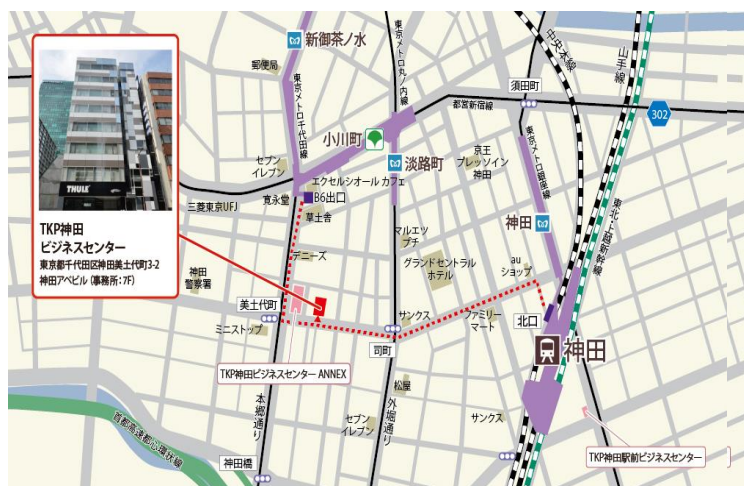 新御茶ノ水
郵便局
東京メトロ千代田線
東京メトロ丸ノ内線
須田町
都営新宿線
中央本線
山手線
302
小川町
淡路町
セブン
イレブン
エクセルシオール カフェ
B6出口
寛永堂
草土舎
三菱東京UFJ
京王
プレッソイン
神田
東京メトロ銀座線
東北・上越新幹線
THULE
TKP神田
ビジネスセンター
東京都千代田区神田美土代町3-2
神田アベビル(事務所:7F)
デニーズ
マルエツ
プチ
グランドセントラル
ホテル
神田
au
ショップ
神田
警察署
美土代町
ミニストップ
サンクス
司町
ファミリー
マート
北口
神田
TKP神田ビジネスセンター ANNEX
松屋
本郷通り
外堀通り
セブン
イレブン
サンクス
首都高速都心環状線
神田橋
TKP神田駅前ビジネスセンター